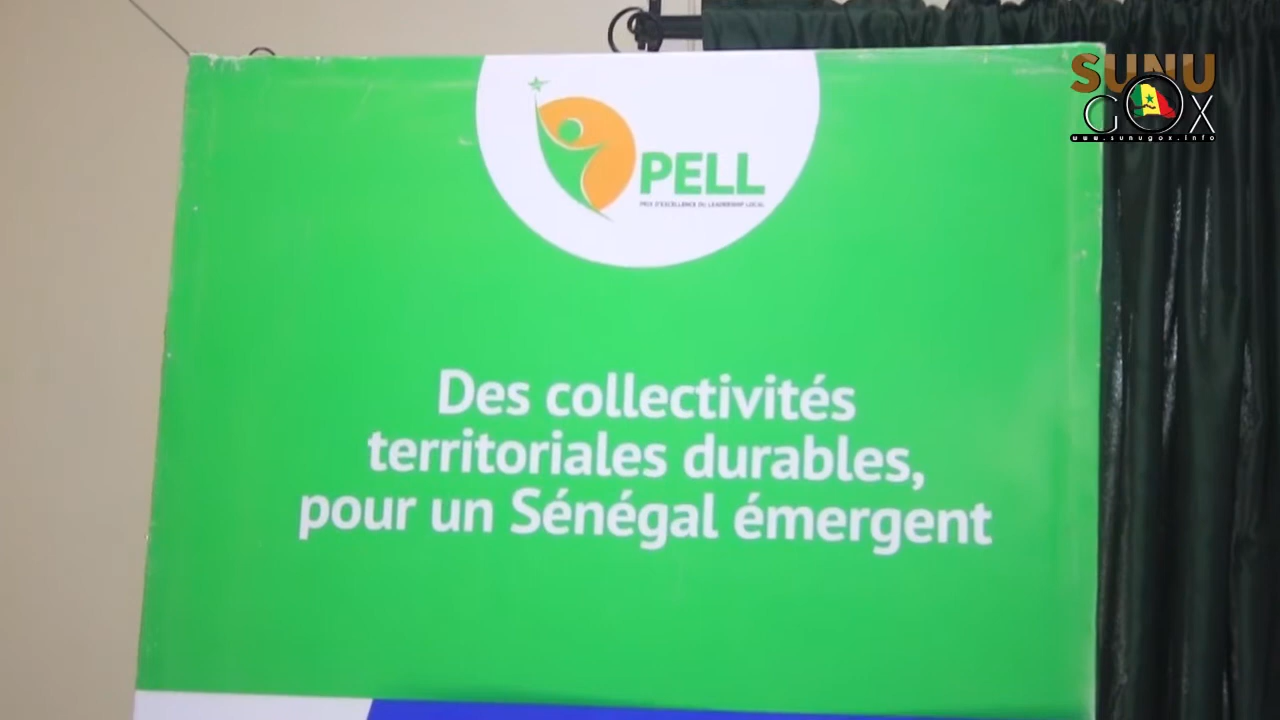 SUNU
GOX
www.sunugox.info
PELL
PRIX D'EXCELLENCE DU LEADERSHIP LOCAL
Des collectivités
territoriales durables,
pour un Sénégal émergent